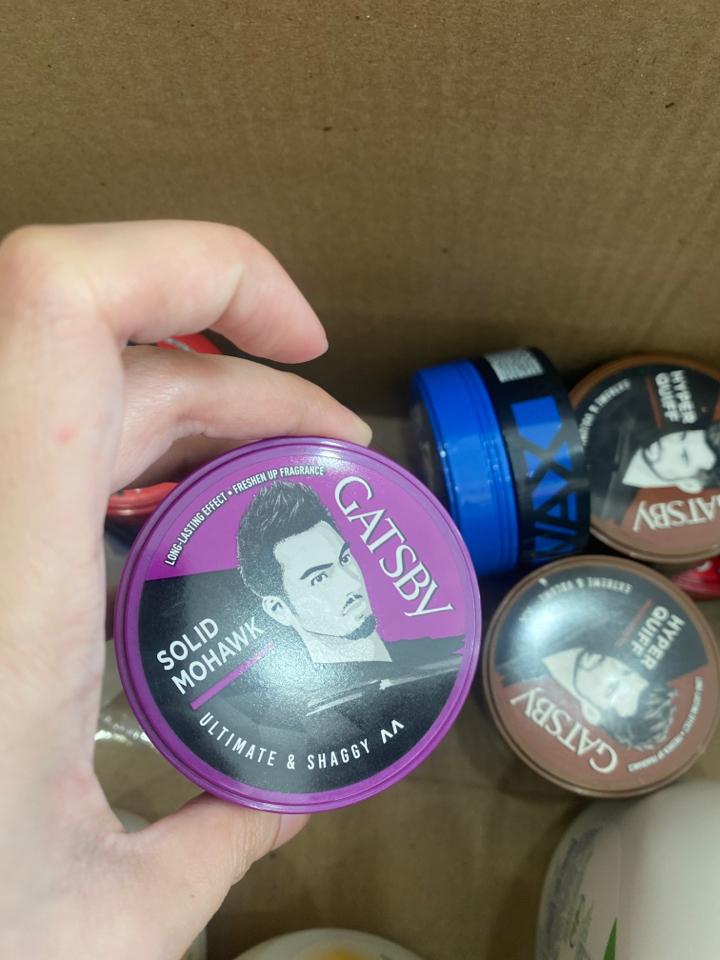 LONG-LASTING EFFECT • FRESHEN UP FRAGRANCE
GATSBY
SOLID
MOHAWK
ULTIMATE & SHAGGY
WAX
HYPER
QUIFF
GATSBY
EXTREME &
HYPER
QUIFF
GATSBY